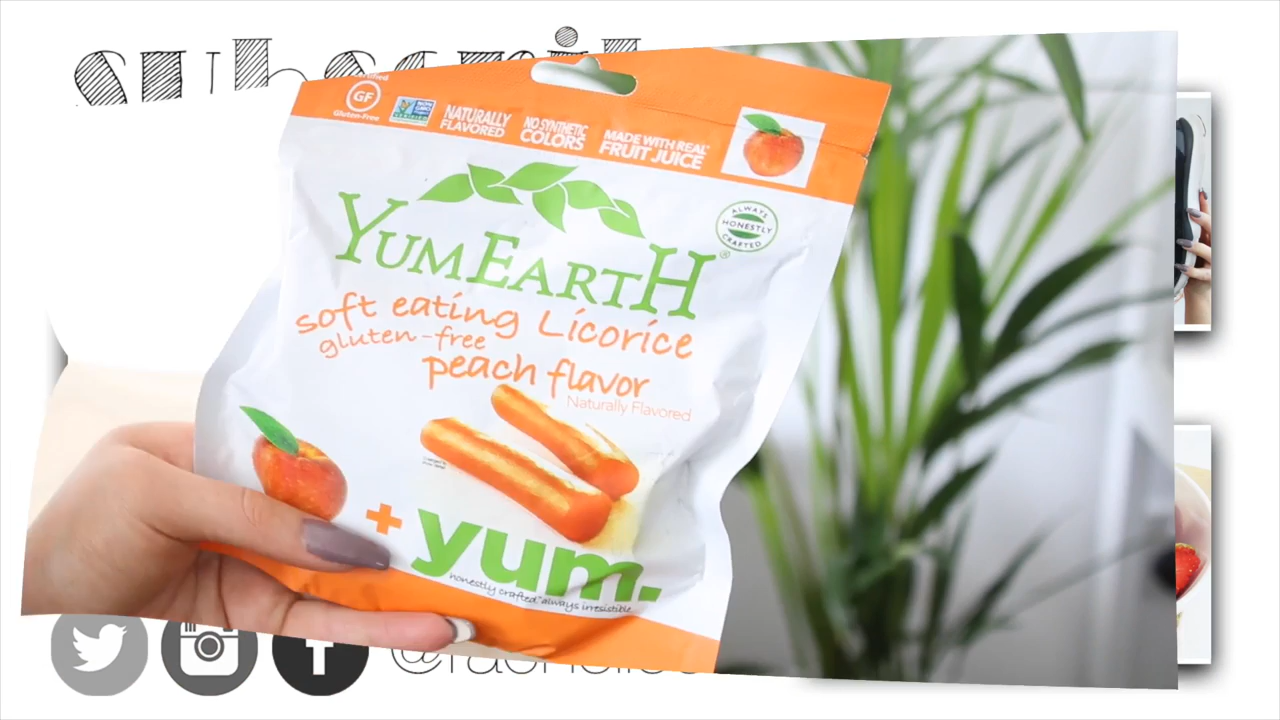 Certified
GF
Gluten-Free
NATURALLY
FLAVORED
NO SYNTHETIC
COLORS
MADE WITH REAL
FRUIT JUICE
ALWAYS
HONESTLY
CRAFTED
YUMEARTH®
soft eating Licorice
gluten-free
peach flavor
Naturally Flavored
+ yum.
honestly crafted always irresistible